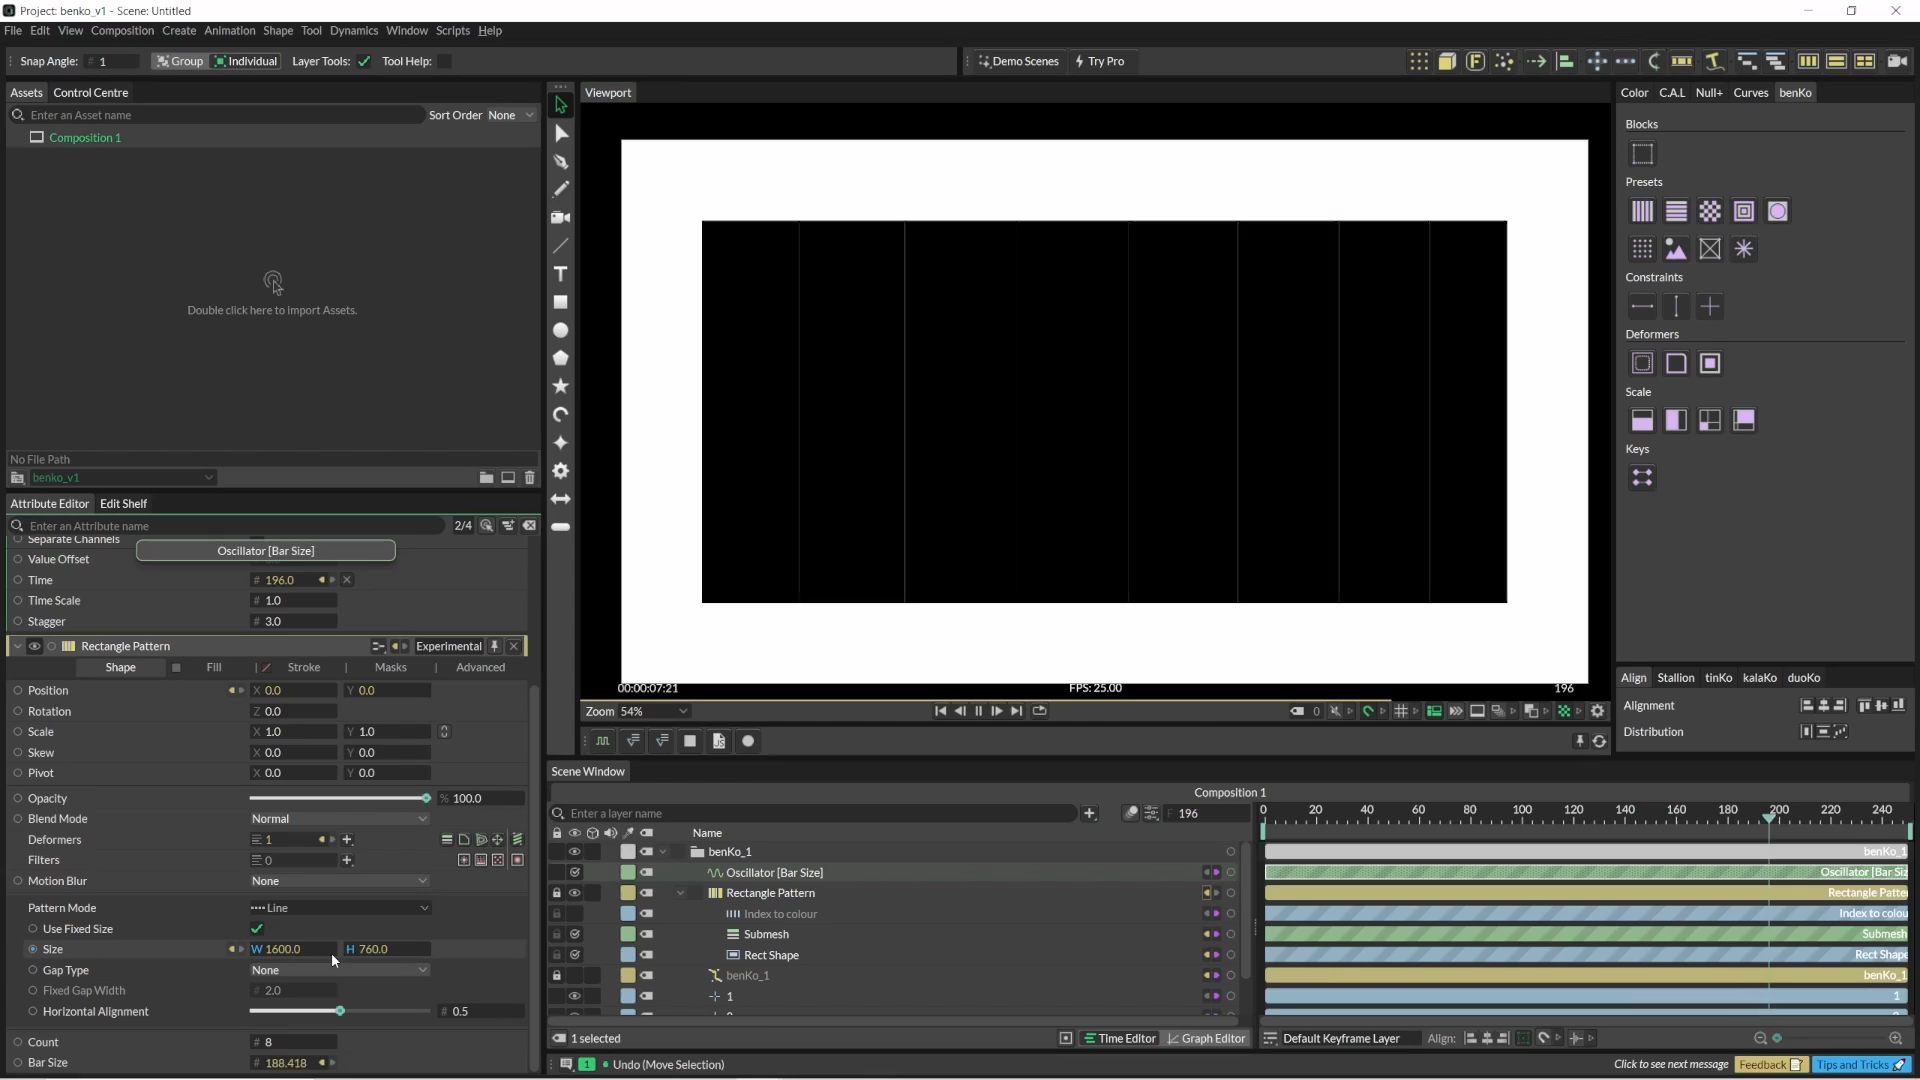 Project: benko_v1 - Scene: Untitled
File Edit View Composition Create Animation Shape Tool Dynamics Window Scripts Help
Snap Angle: # 1 Group Individual Layer Tools: Tool Help: Demo Scenes Try Pro
Assets Control Centre Viewport Color C.A.L Null+ Curves benKo
Enter an Asset name Sort Order None
Composition 1
Blocks
Presets
Constraints
Deformers
Scale
Keys
Double click here to import Assets.
No File Path
benko_v1
Attribute Editor Edit Shelf
Enter an Attribute name 2/4
Separate Channels
Oscillator [Bar Size]
Value Offset
Time # 196.0
Time Scale # 1.0
Stagger # 3.0
Rectangle Pattern Experimental
Shape Fill Stroke Masks Advanced
Position X 0.0 Y 0.0
Rotation Z 0.0
Scale X 1.0 Y 1.0
Skew X 0.0 Y 0.0
Pivot X 0.0 Y 0.0
Opacity % 100.0
Blend Mode Normal
Deformers 1
Filters 0
Motion Blur None
Pattern Mode Line
Use Fixed Size
Size W 1600.0 H 760.0
Gap Type None
Fixed Gap Width # 2.0
Horizontal Alignment # 0.5
Count # 8
Bar Size # 188.418
00:00:07:21 FPS: 25.00 196
Zoom 54% 0
Align Stallion tinKo kalaKo duoKo
Alignment
Distribution
Scene Window
Composition 1
Enter a layer name F 196 0 20 40 60 80 100 120 140 160 180 200 220 240
Name
benKo_1 benKo_1
Oscillator [Bar Size] Oscillator [Bar Siz
Rectangle Pattern Rectangle Patte
Index to colour Index to colou
Submesh Submesh
Rect Shape Rect Shape
benKo_1 benKo_1
1 1
1 selected Time Editor Graph Editor Default Keyframe Layer Align:
1 Undo (Move Selection) Click to see next message Feedback Tips and Tricks